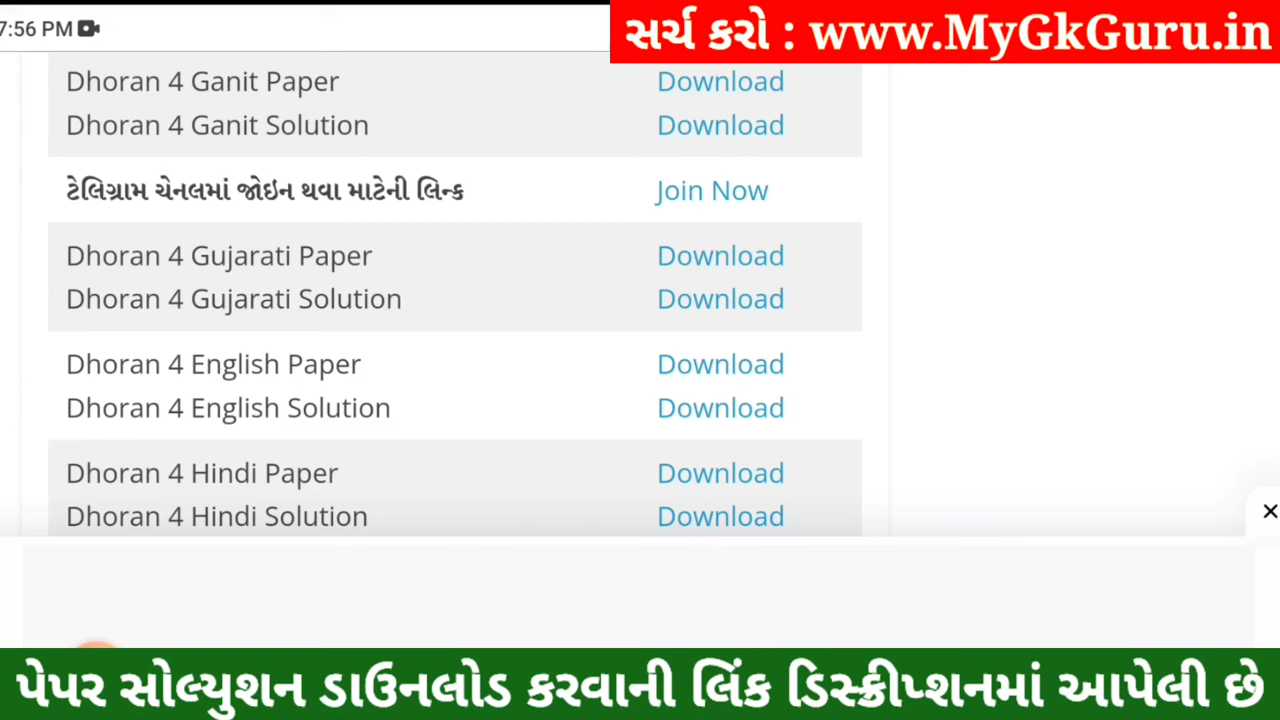 7:56 PM
સર્ચ કરો : www.MyGkGuru.in
Dhoran 4 Ganit Paper Download
Dhoran 4 Ganit Solution Download
ટેલિગ્રામ ચેનલમાં જોઇન થવા માટેની લિન્ક Join Now
Dhoran 4 Gujarati Paper Download
Dhoran 4 Gujarati Solution Download
Dhoran 4 English Paper Download
Dhoran 4 English Solution Download
Dhoran 4 Hindi Paper Download
Dhoran 4 Hindi Solution Download
પેપર સોલ્યુશન ડાઉનલોડ કરવાની લિંક ડિસ્ક્રીપ્શનમાં આપેલી છે